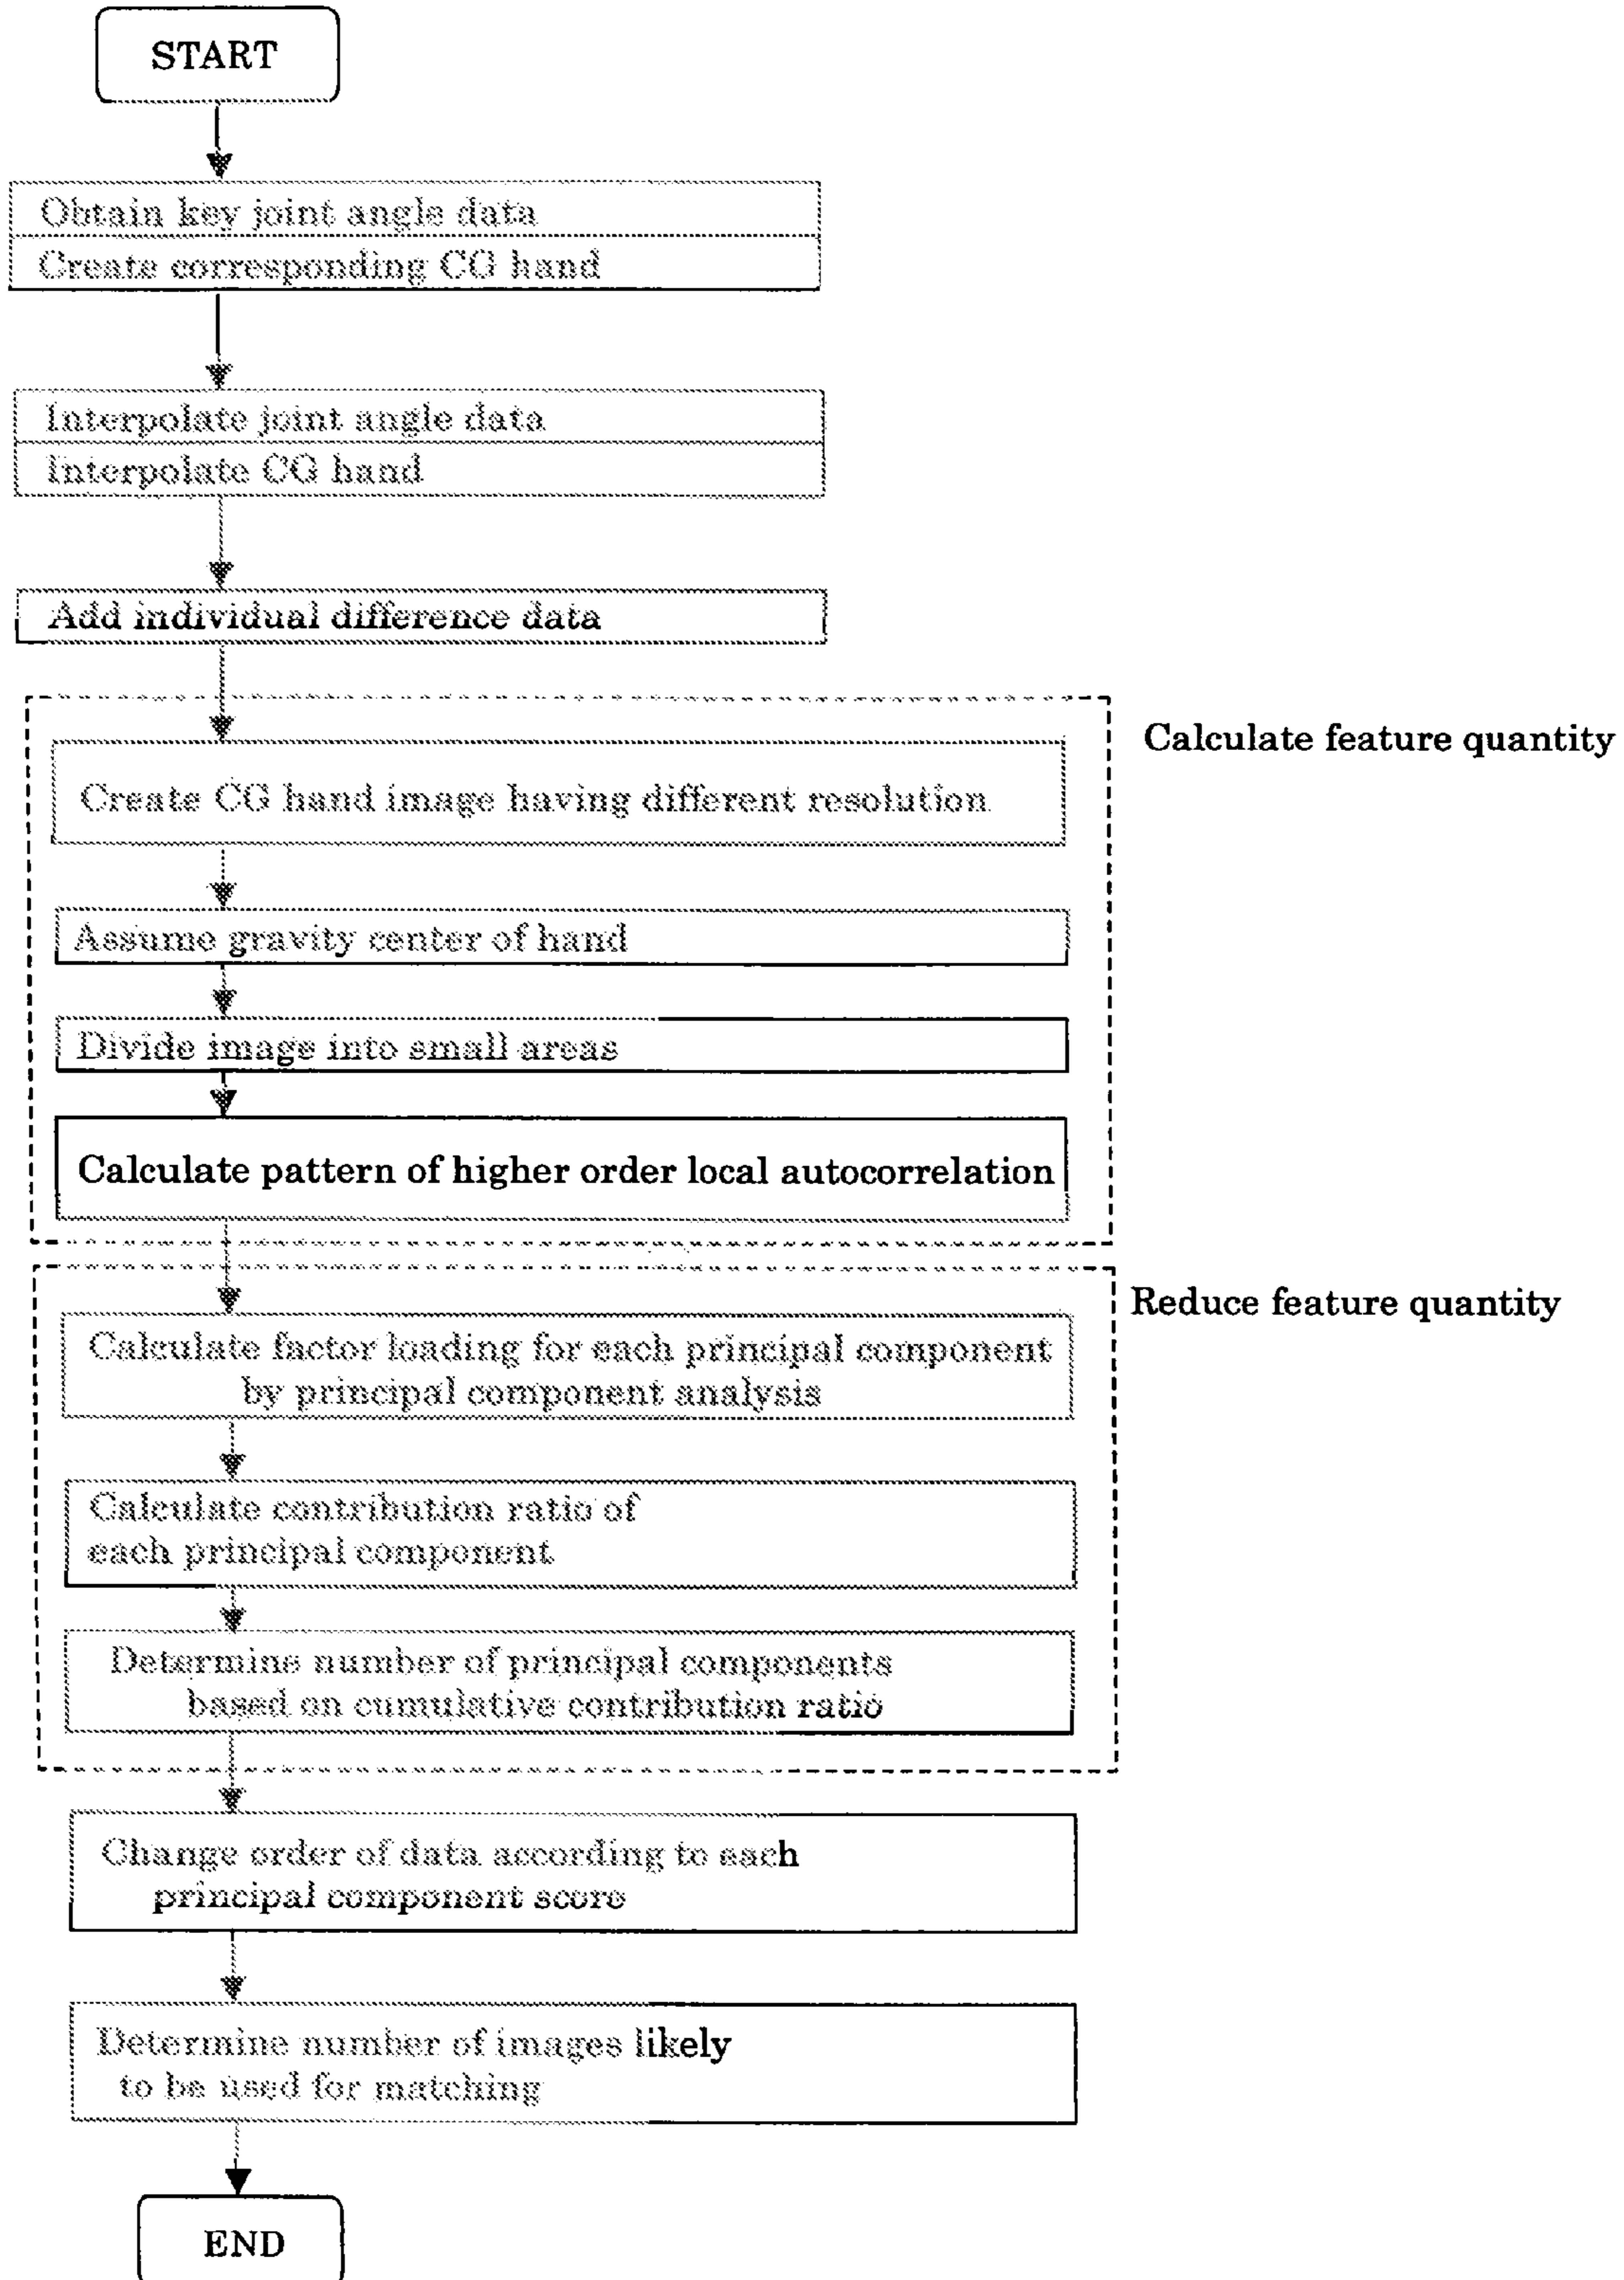 START
Obtain key joint angle data
Create corresponding CG hand
Interpolate joint angle data
Interpolate CG hand
Add individual difference data
Calculate feature quantity
Create CG hand image having different resolution
Assume gravity center of hand
Divide image into small areas
Calculate pattern of higher order local autocorrelation
Reduce feature quantity
Calculate factor loading for each principal component
by principal component analysis
Calculate contribution ratio of
each principal component
Determine number of principal components
based on cumulative contribution ratio
Change order of data according to each
principal component score
Determine number of images likely
to be used for matching
END